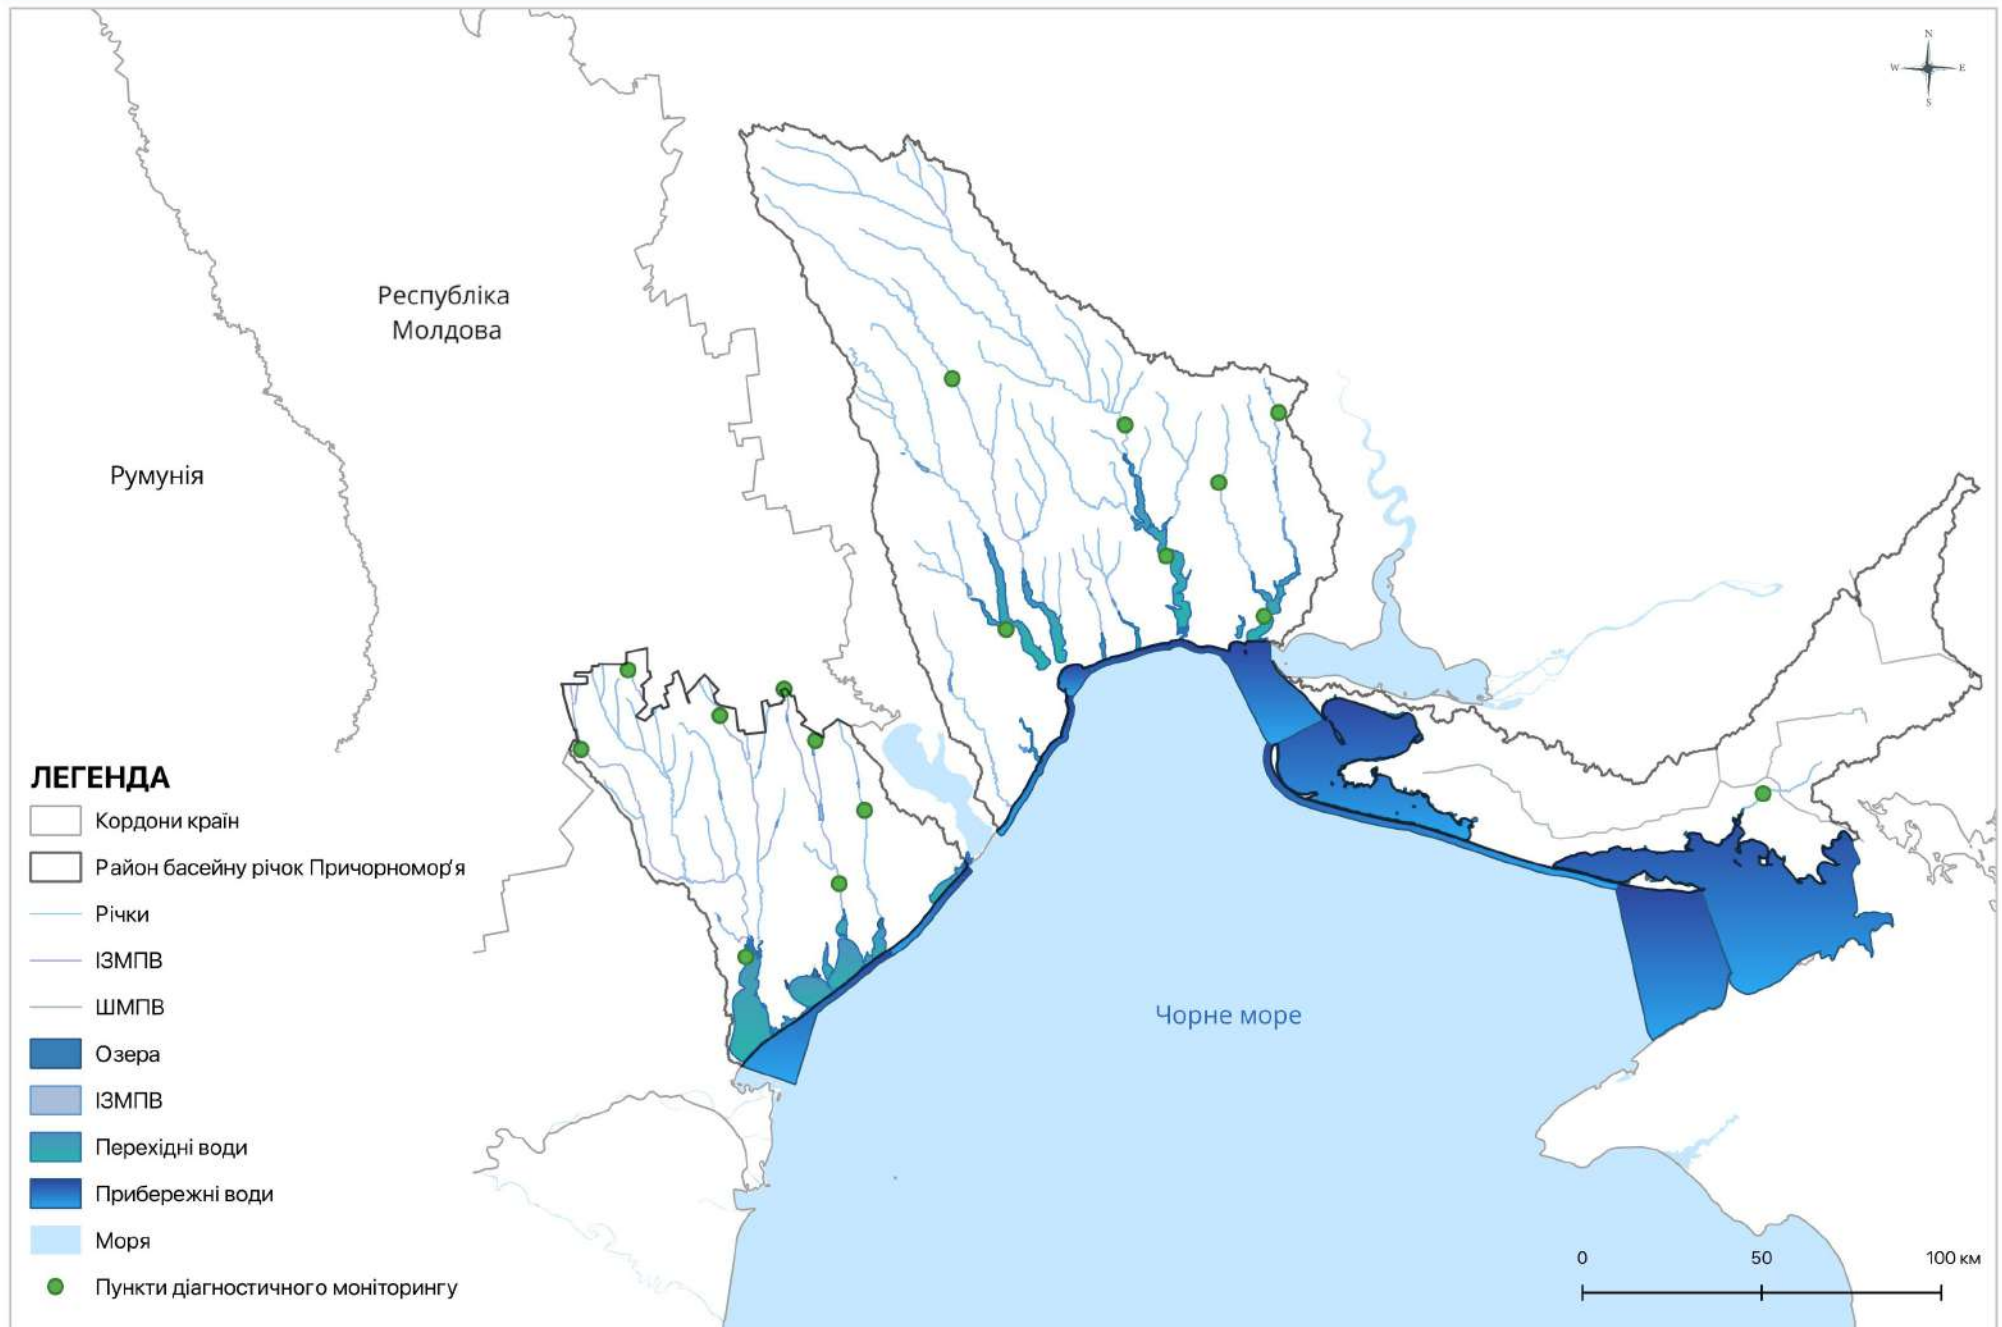 N
W E
S
Республіка
Молдова
Румунія
Чорне море
ЛЕГЕНДА
Кордони країн
Район басейну річок Причорномор'я
Річки
ІЗМПВ
ШМПВ
Озера
ІЗМПВ
Перехідні води
Прибережні води
Моря
Пункти діагностичного моніторингу
0 50 100 км